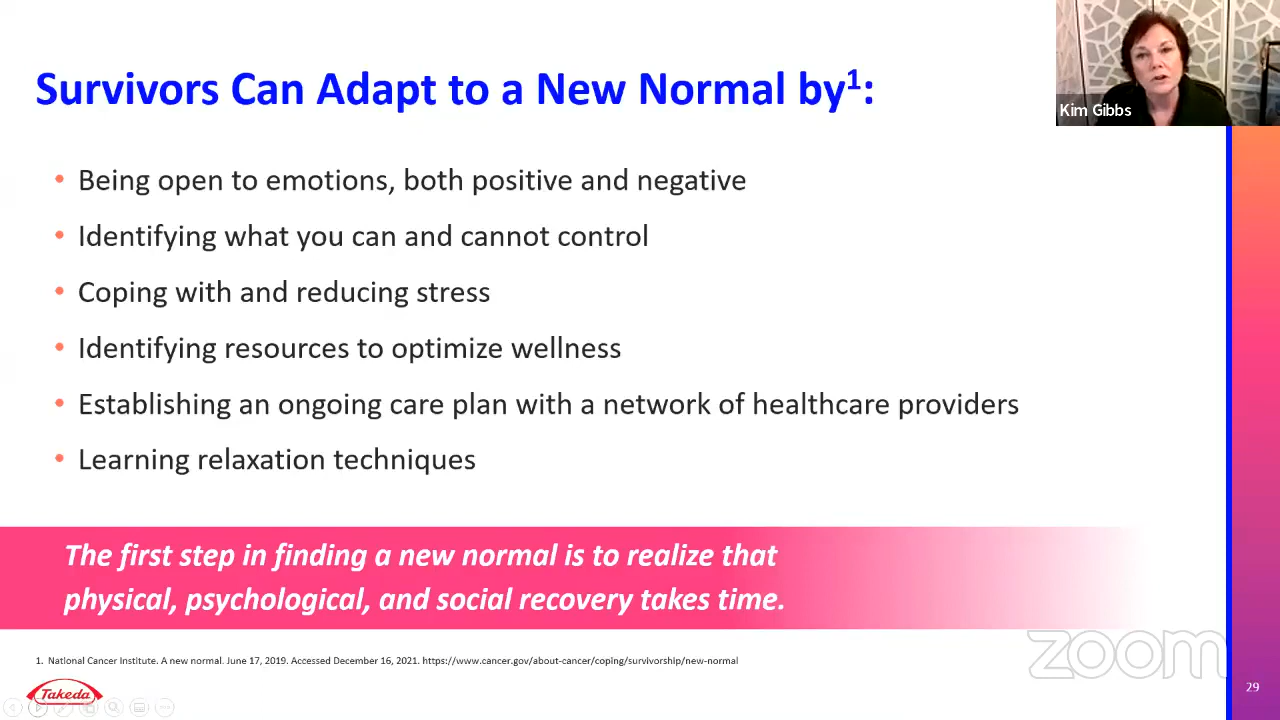 Survivors Can Adapt to a New Normal by1:
Kim Gibbs
• Being open to emotions, both positive and negative
• Identifying what you can and cannot control
• Coping with and reducing stress
• Identifying resources to optimize wellness
• Establishing an ongoing care plan with a network of healthcare providers
• Learning relaxation techniques
The first step in finding a new normal is to realize that
physical, psychological, and social recovery takes time.
1. National Cancer Institute. A new normal. June 17, 2019. Accessed December 16, 2021. https://www.cancer.gov/about-cancer/coping/survivorship/new-normal
zoom
Takeda
29